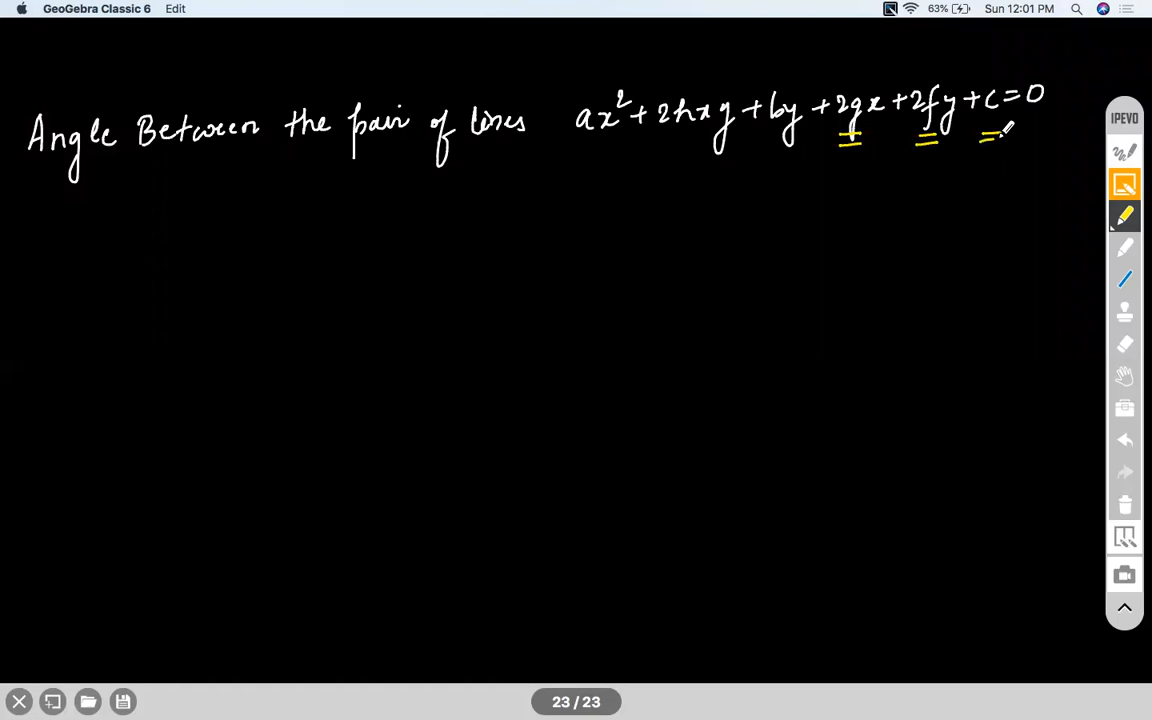 GeoGebra Classic 6 Edit 63% Sun 12:01 PM
Angle Between the pair of lines ax²+2hxy+by+2gx+2fy+c=0
IPEVO
23 / 23